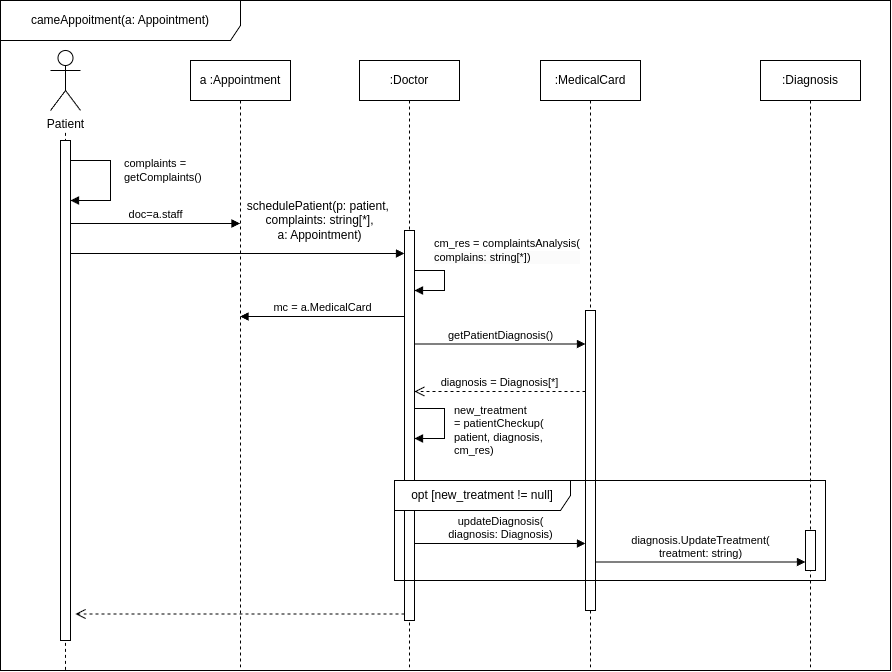 cameAppoitment(a: Appointment)
Patient
a :Appointment
:Doctor
:MedicalCard
:Diagnosis
complaints =
getComplaints()
doc=a.staff
schedulePatient(p: patient,
complaints: string[*],
a: Appointment)
cm_res = complaintsAnalysis(
complains: string[*])
mc = a.MedicalCard
getPatientDiagnosis()
diagnosis = Diagnosis[*]
new_treatment
= patientCheckup(
patient, diagnosis,
cm_res)
opt [new_treatment != null]
updateDiagnosis(
diagnosis: Diagnosis)
diagnosis.UpdateTreatment(
treatment: string)